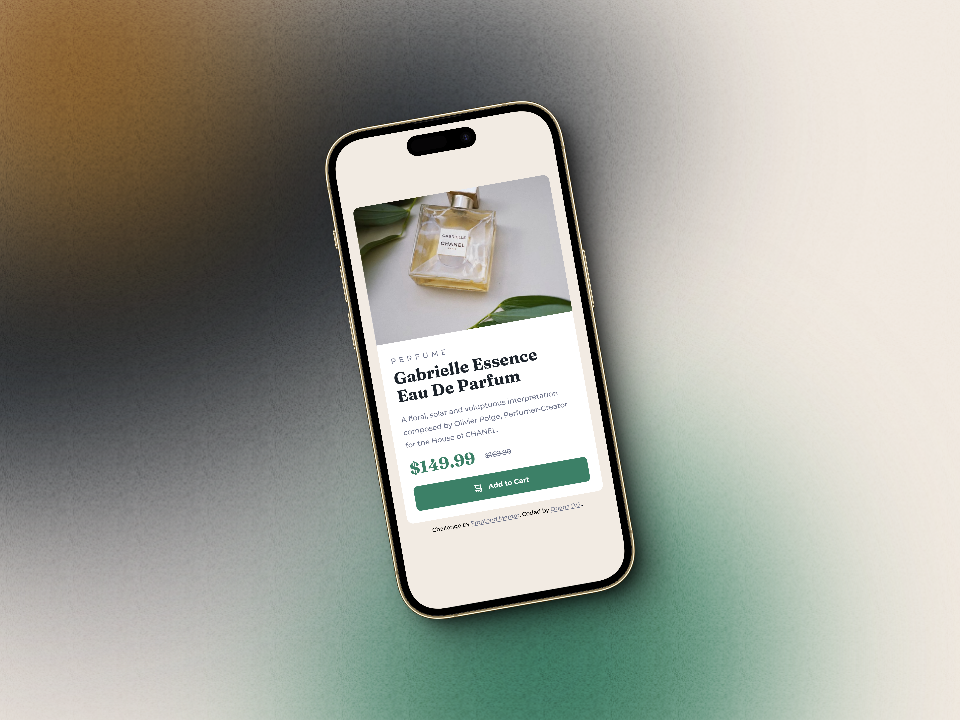 GABRIELLE
CHANEL
PERFUME
Gabrielle Essence
Eau De Parfum
A floral, solar and voluptuous interpretation
composed by Olivier Polge, Perfumer-Creator
for the House of CHANEL.
$149.99 $169.99
Add to Cart
Challenge by Frontend Mentor. Coded by